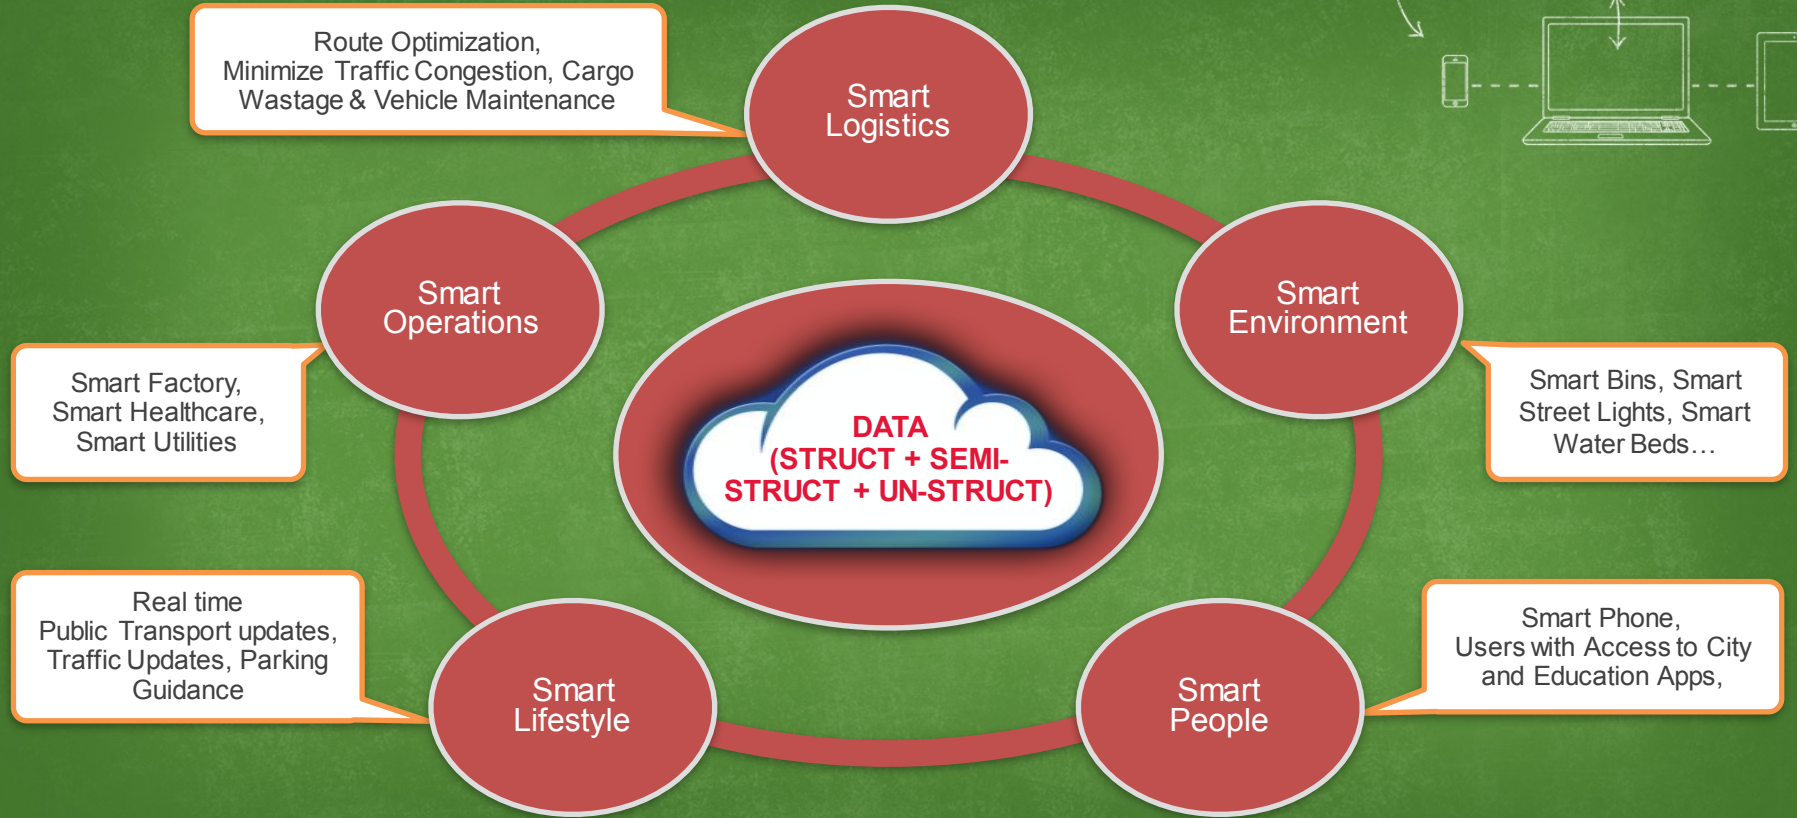 Route Optimization,
Minimize Traffic Congestion, Cargo
Wastage & Vehicle Maintenance
Smart
Logistics
Smart
Operations
Smart
Environment
Smart Factory,
Smart Healthcare,
Smart Utilities
DATA
(STRUCT + SEMI-
STRUCT + UN-STRUCT)
Smart Bins, Smart
Street Lights, Smart
Water Beds…
Real time
Public Transport updates,
Traffic Updates, Parking
Guidance
Smart
Lifestyle
Smart
People
Smart Phone,
Users with Access to City
and Education Apps,